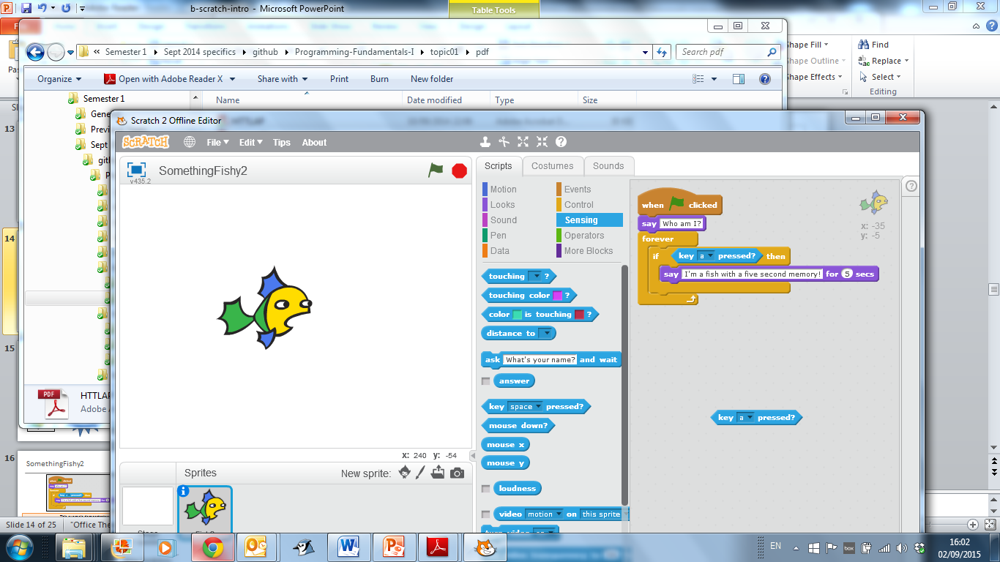 b-scratch-intro - Microsoft PowerPoint
Table Tools
Semester 1 Sept 2014 specifics github Programming-Fundamentals-I topic01 pdf
Search pdf
Organize Open with Adobe Reader X Share with Print Burn New folder
Name Date modified Type Size
Semester 1
Gene
Previ
Sept
git
P
PDF
HTTLAP
Adobe A
Shape Fill
Shape Outline
Shape Effects
Find
Replace
Select
Editing
13
14
15
16
SomethingFishy2
Slide 14 of 25 "Office The
Scratch 2 Offline Editor
SCRATCH File Edit Tips About
v435.2
SomethingFishy2
x: 240 y: -54
Sprites New sprite:
Scripts Costumes Sounds
Motion Events
Looks Control
Sound Sensing
Pen Operators
Data More Blocks
touching ?
touching color ?
color is touching ?
distance to
ask What's your name? and wait
answer
key space pressed?
mouse down?
mouse x
mouse y
loudness
video motion on this sprite
when clicked
say Who am I?
forever
if key a pressed? then
say I'm a fish with a five second memory! for 5 secs
key a pressed?
x: -35
y: -5
EN
16:02
02/09/2015